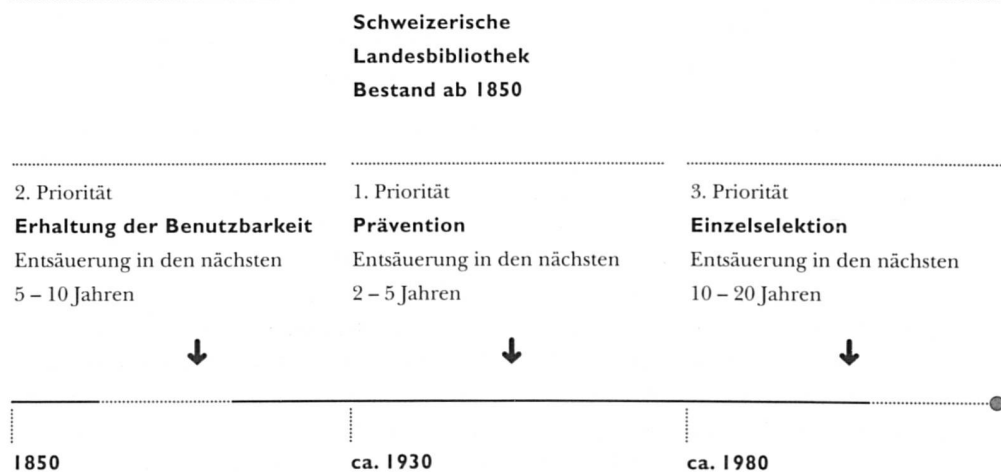 Schweizerische
Landesbibliothek
Bestand ab 1850
2. Priorität
Erhaltung der Benutzbarkeit
Entsäuerung in den nächsten
5 – 10 Jahren
1. Priorität
Prävention
Entsäuerung in den nächsten
2 – 5 Jahren
3. Priorität
Einzelselektion
Entsäuerung in den nächsten
10 – 20 Jahren
1850
ca. 1930
ca. 1980